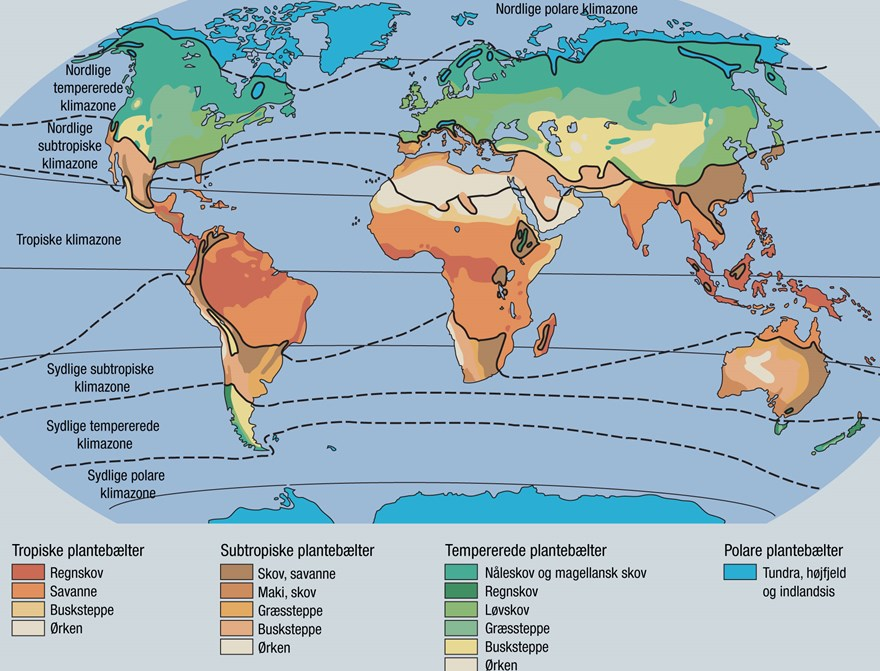 Nordlige polare klimazone
Nordlige
tempererede
klimazone
Nordlige
subtropiske
klimazone
Tropiske klimazone
Sydlige subtropiske
klimazone
Sydlige tempererede
klimazone
Sydlige polare
klimazone
Tropiske plantebælter
Regnskov
Savanne
Busksteppe
Ørken
Subtropiske plantebælter
Skov, savanne
Maki, skov
Græssteppe
Busksteppe
Ørken
Tempererede plantebælter
Nåleskov og magellansk skov
Regnskov
Løvskov
Græssteppe
Busksteppe
Ørken
Polare plantebælter
Tundra, højfjeld
og indlandsis